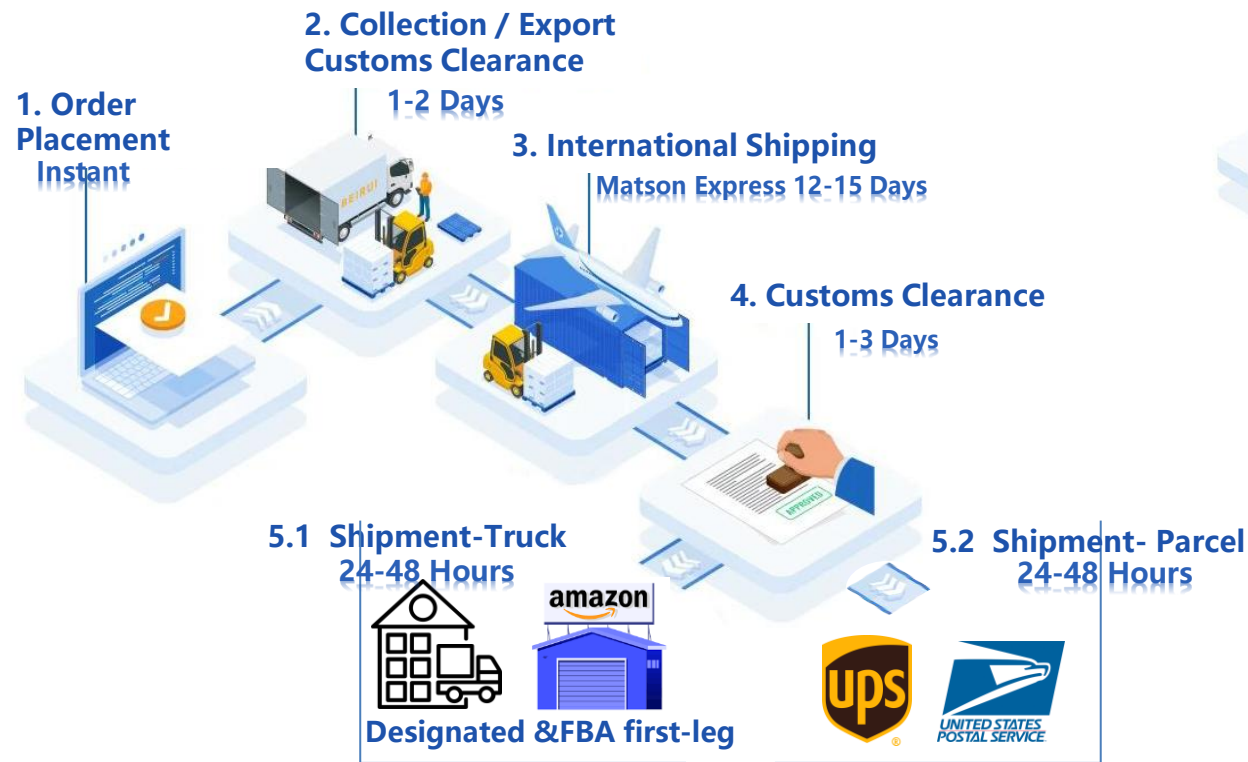 1. Order
Placement
Instant
2. Collection / Export
Customs Clearance
1-2 Days
BEIRUI
3. International Shipping
Matson Express 12-15 Days
4. Customs Clearance
1-3 Days
APPROVED
5.1 Shipment-Truck
24-48 Hours
amazon
Designated &FBA first-leg
5.2 Shipment- Parcel
24-48 Hours
ups
UNITED STATES
POSTAL SERVICE